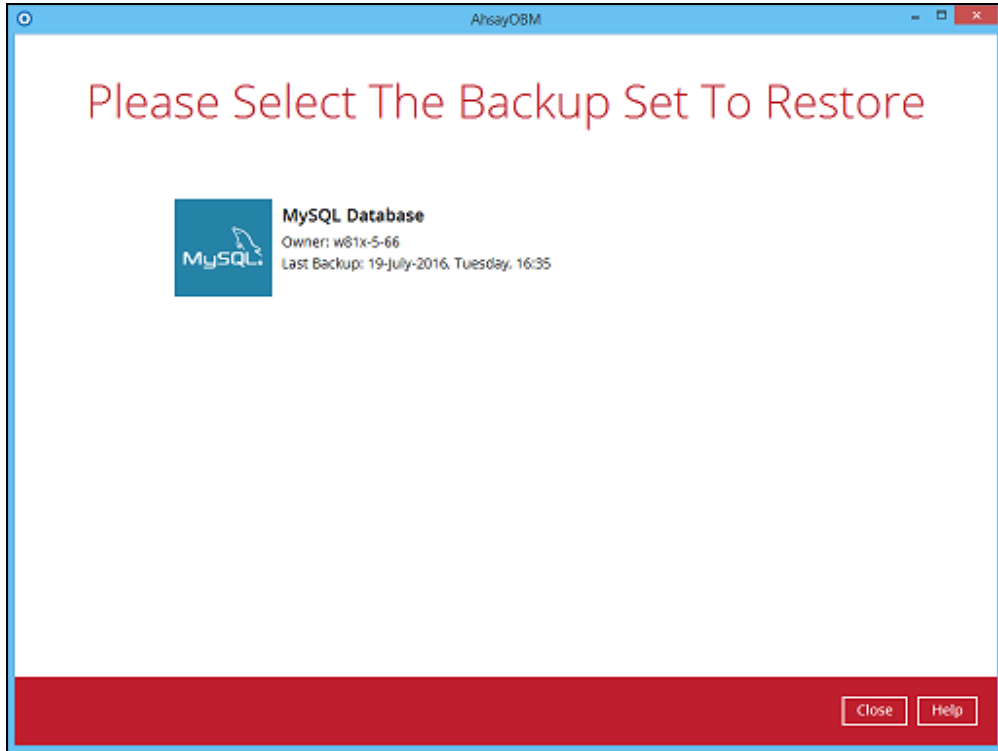 AhsayOBM
Please Select The Backup Set To Restore
MySQL Database
Owner: w81x-5-66
Last Backup: 19-July-2016, Tuesday, 16:35
MySQL.
Close
Help